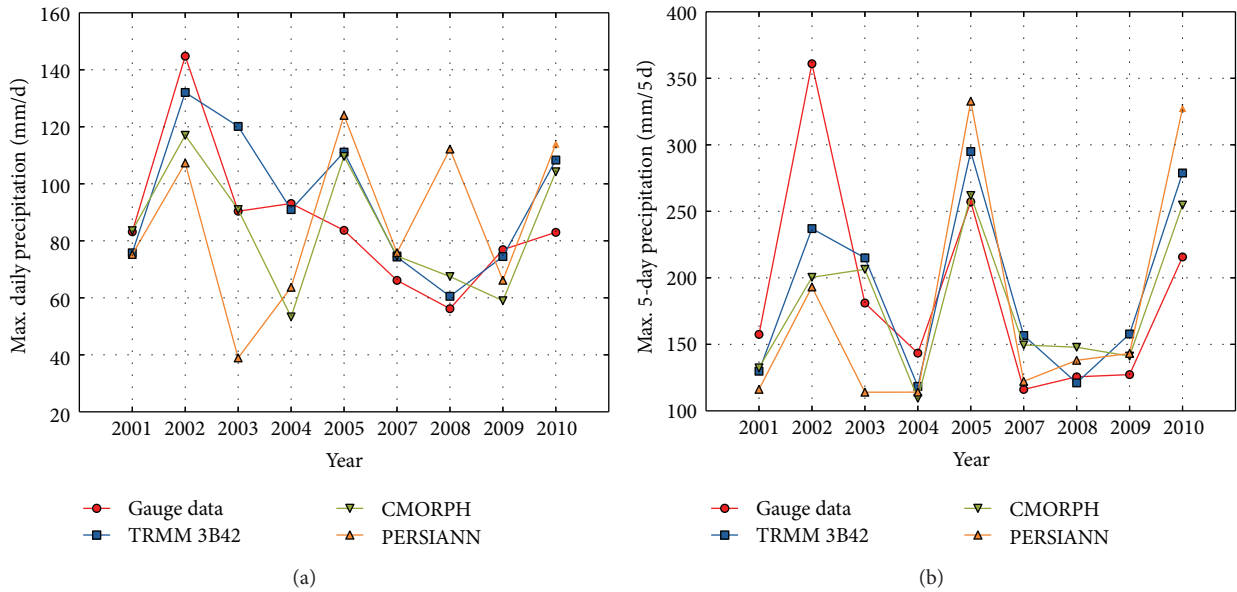 160
140
120
100
80
60
40
20
Max. daily precipitation (mm/d)
2001 2002 2003 2004 2005 2007 2008 2009 2010
Year
Gauge data
TRMM 3B42
CMORPH
PERSIANN
(a)
400
350
300
250
200
150
100
Max. 5-day precipitation (mm/5 d)
2001 2002 2003 2004 2005 2007 2008 2009 2010
Year
Gauge data
TRMM 3B42
CMORPH
PERSIANN
(b)